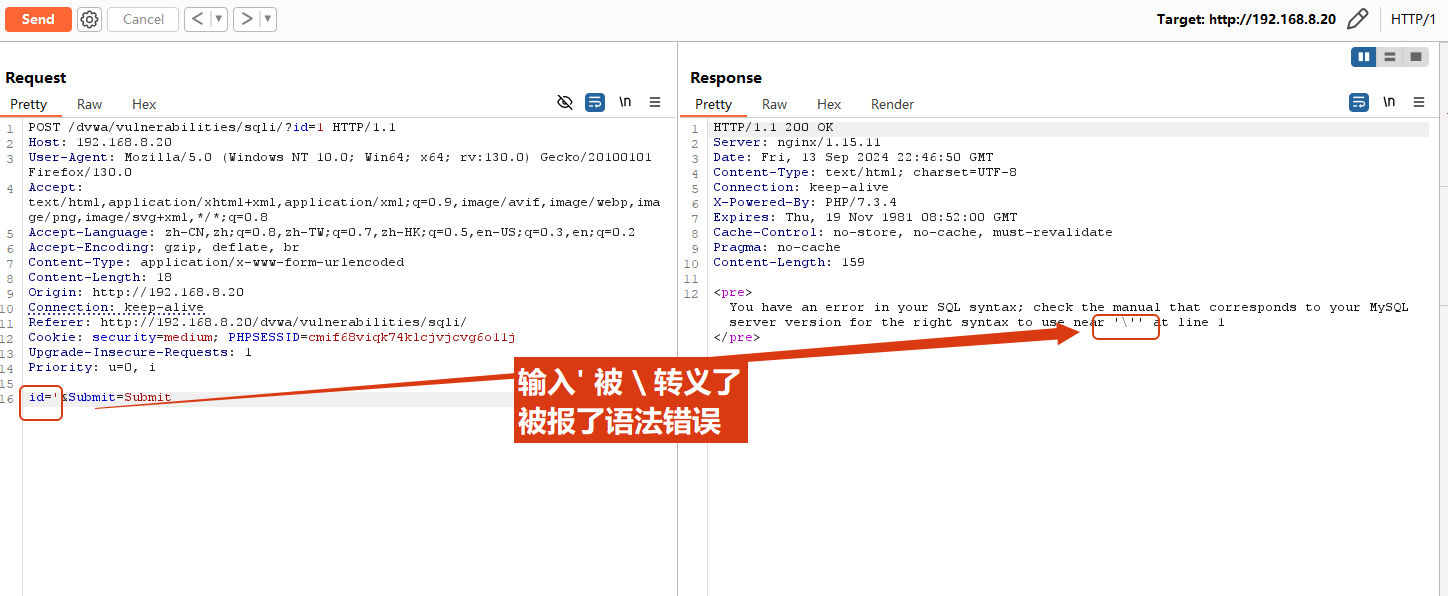 Send
Cancel
Target: http://192.168.8.20
HTTP/1
Request
Pretty Raw Hex
\n
1 POST /dvwa/vulnerabilities/sqli/?id=1 HTTP/1.1
2 Host: 192.168.8.20
3 User-Agent: Mozilla/5.0 (Windows NT 10.0; Win64; x64; rv:130.0) Gecko/20100101
Firefox/130.0
4 Accept:
text/html,application/xhtml+xml,application/xml;q=0.9,image/avif,image/webp,ima
ge/png,image/svg+xml,*/*;q=0.8
5 Accept-Language: zh-CN,zh;q=0.8,zh-TW;q=0.7,zh-HK;q=0.5,en-US;q=0.3,en;q=0.2
6 Accept-Encoding: gzip, deflate, br
7 Content-Type: application/x-www-form-urlencoded
8 Content-Length: 18
9 Origin: http://192.168.8.20
10 Connection: keep-alive
11 Referer: http://192.168.8.20/dvwa/vulnerabilities/sqli/
12 Cookie: security=medium; PHPSESSID=cmif68viqk74klcjvjcvg6o11j
13 Upgrade-Insecure-Requests: 1
14 Priority: u=0, i
15
16 id='&Submit=Submit
输入' 被 \ 转义了
被报了语法错误
Response
Pretty Raw Hex Render
\n
1 HTTP/1.1 200 OK
2 Server: nginx/1.15.11
3 Date: Fri, 13 Sep 2024 22:46:50 GMT
4 Content-Type: text/html; charset=UTF-8
5 Connection: keep-alive
6 X-Powered-By: PHP/7.3.4
7 Expires: Thu, 19 Nov 1981 08:52:00 GMT
8 Cache-Control: no-store, no-cache, must-revalidate
9 Pragma: no-cache
10 Content-Length: 159
11
12 <pre>
You have an error in your SQL syntax; check the manual that corresponds to your MySQL
server version for the right syntax to use near '\'' at line 1
</pre>